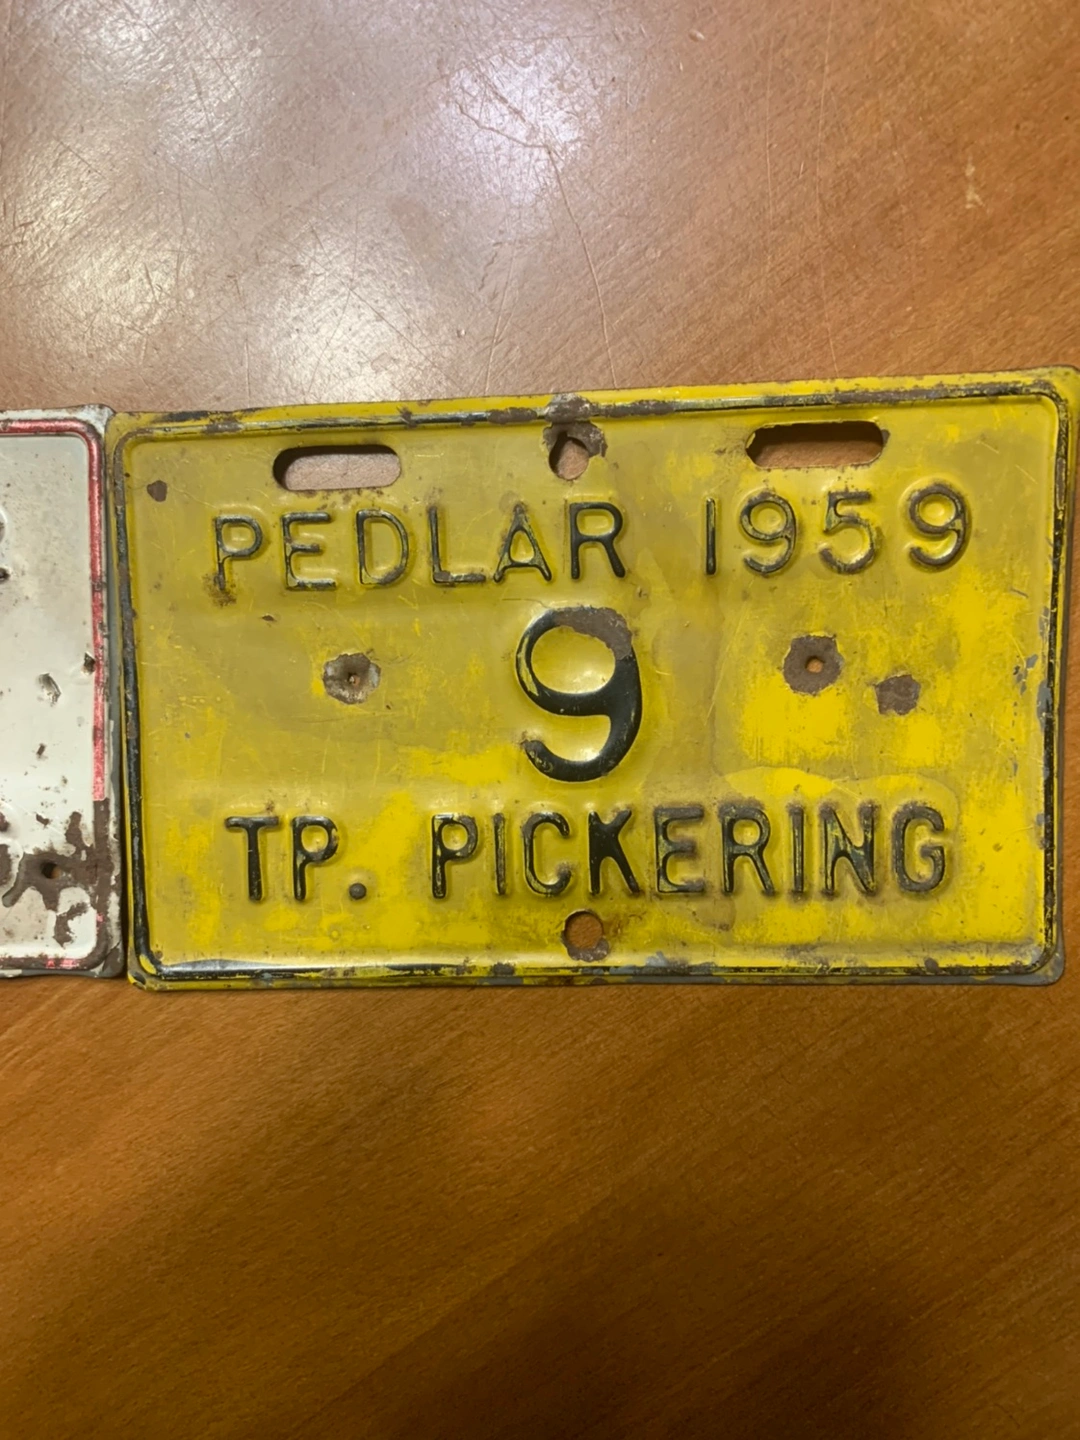 PEDLAR 1959
9
TP. PICKERING